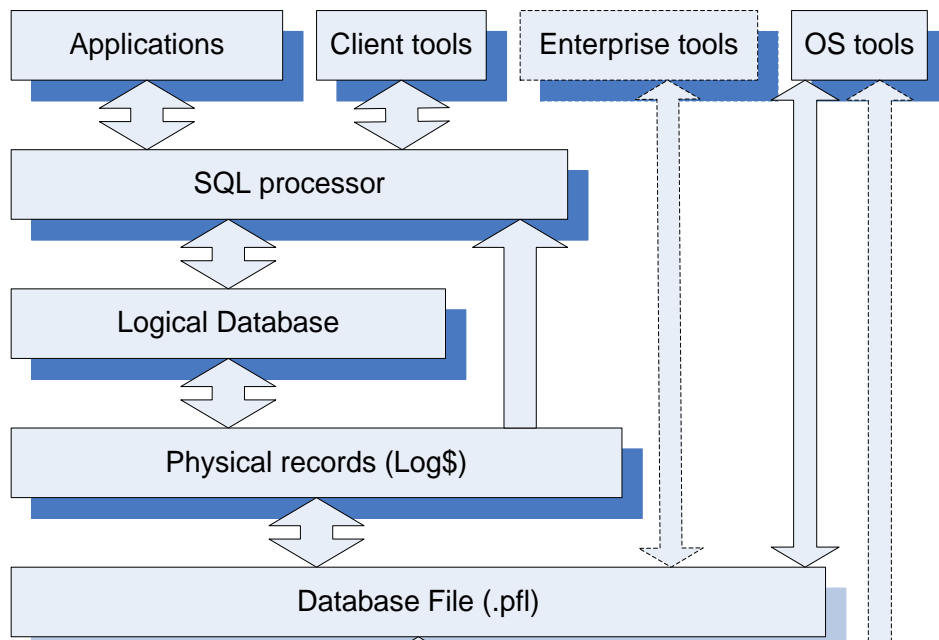 Applications
Client tools
Enterprise tools
OS tools
SQL processor
Logical Database
Physical records (Log$)
Database File (.pfl)